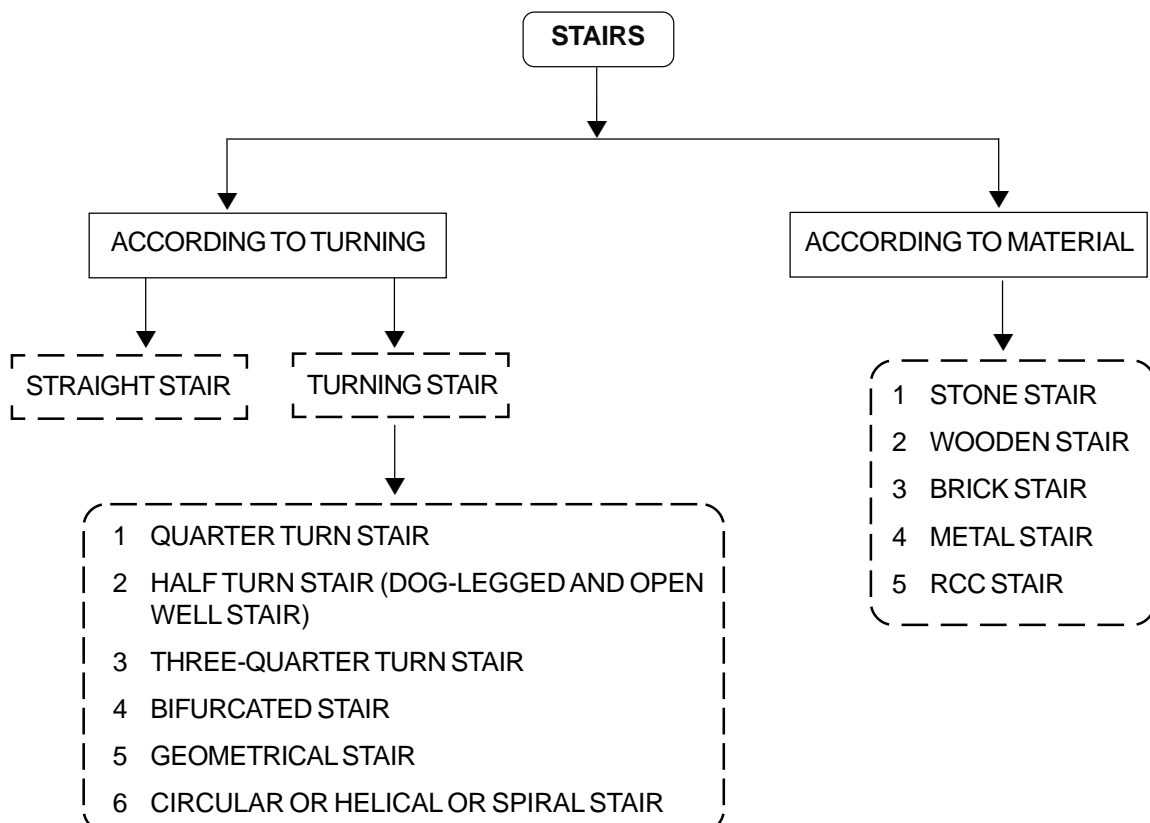 STAIRS
ACCORDING TO TURNING
ACCORDING TO MATERIAL
STRAIGHT STAIR
TURNING STAIR
1 STONE STAIR
2 WOODEN STAIR
3 BRICK STAIR
4 METAL STAIR
5 RCC STAIR
1 QUARTER TURN STAIR
2 HALF TURN STAIR (DOG-LEGGED AND OPEN
WELL STAIR)
3 THREE-QUARTER TURN STAIR
4 BIFURCATED STAIR
5 GEOMETRICAL STAIR
6 CIRCULAR OR HELICAL OR SPIRAL STAIR